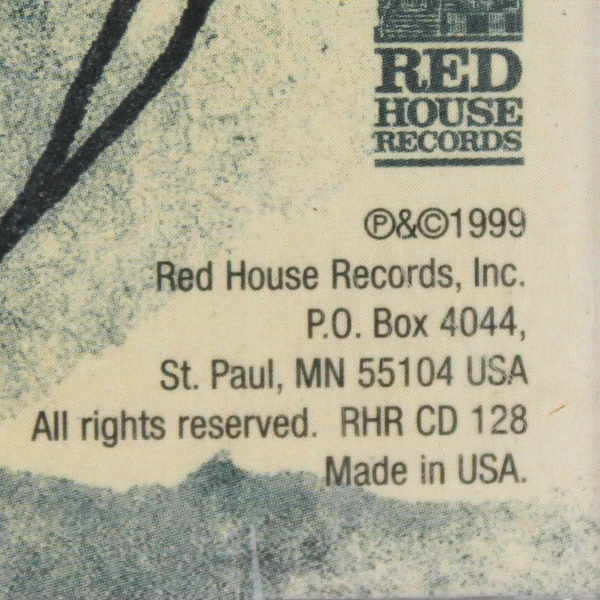 RED
HOUSE
RECORDS
℗&©1999
Red House Records, Inc.
P.O. Box 4044,
St. Paul, MN 55104 USA
All rights reserved. RHR CD 128
Made in USA.